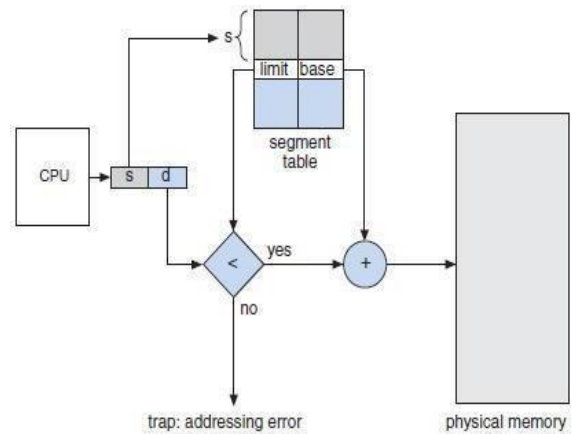 s
limit base
segment
table
CPU
s d
<
yes
+
no
trap: addressing error
physical memory